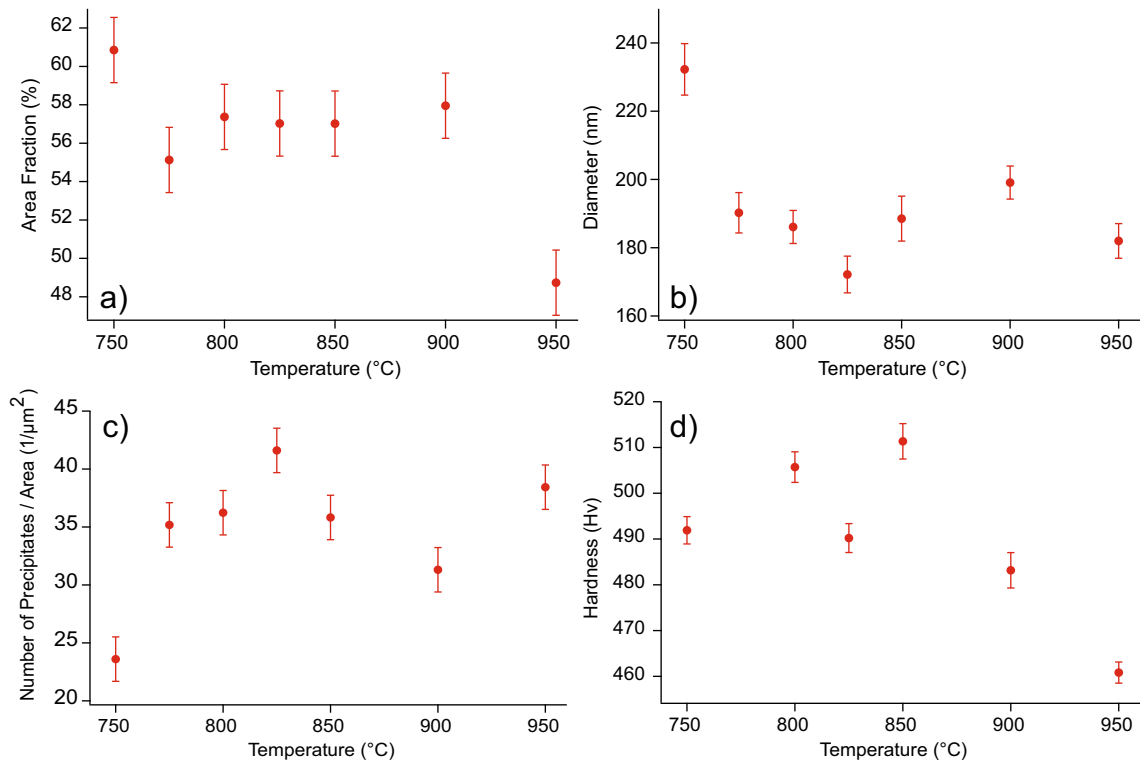 62
60
58
56
54
52
50
48
Area Fraction (%)
a)
750 800 850 900 950
Temperature (°C)
240
220
200
180
160
Diameter (nm)
b)
750 800 850 900 950
Temperature (°C)
45
40
35
30
25
20
Number of Precipitates / Area (1/μm²)
c)
750 800 850 900 950
Temperature (°C)
520
510
500
490
480
470
460
Hardness (Hv)
d)
750 800 850 900 950
Temperature (°C)